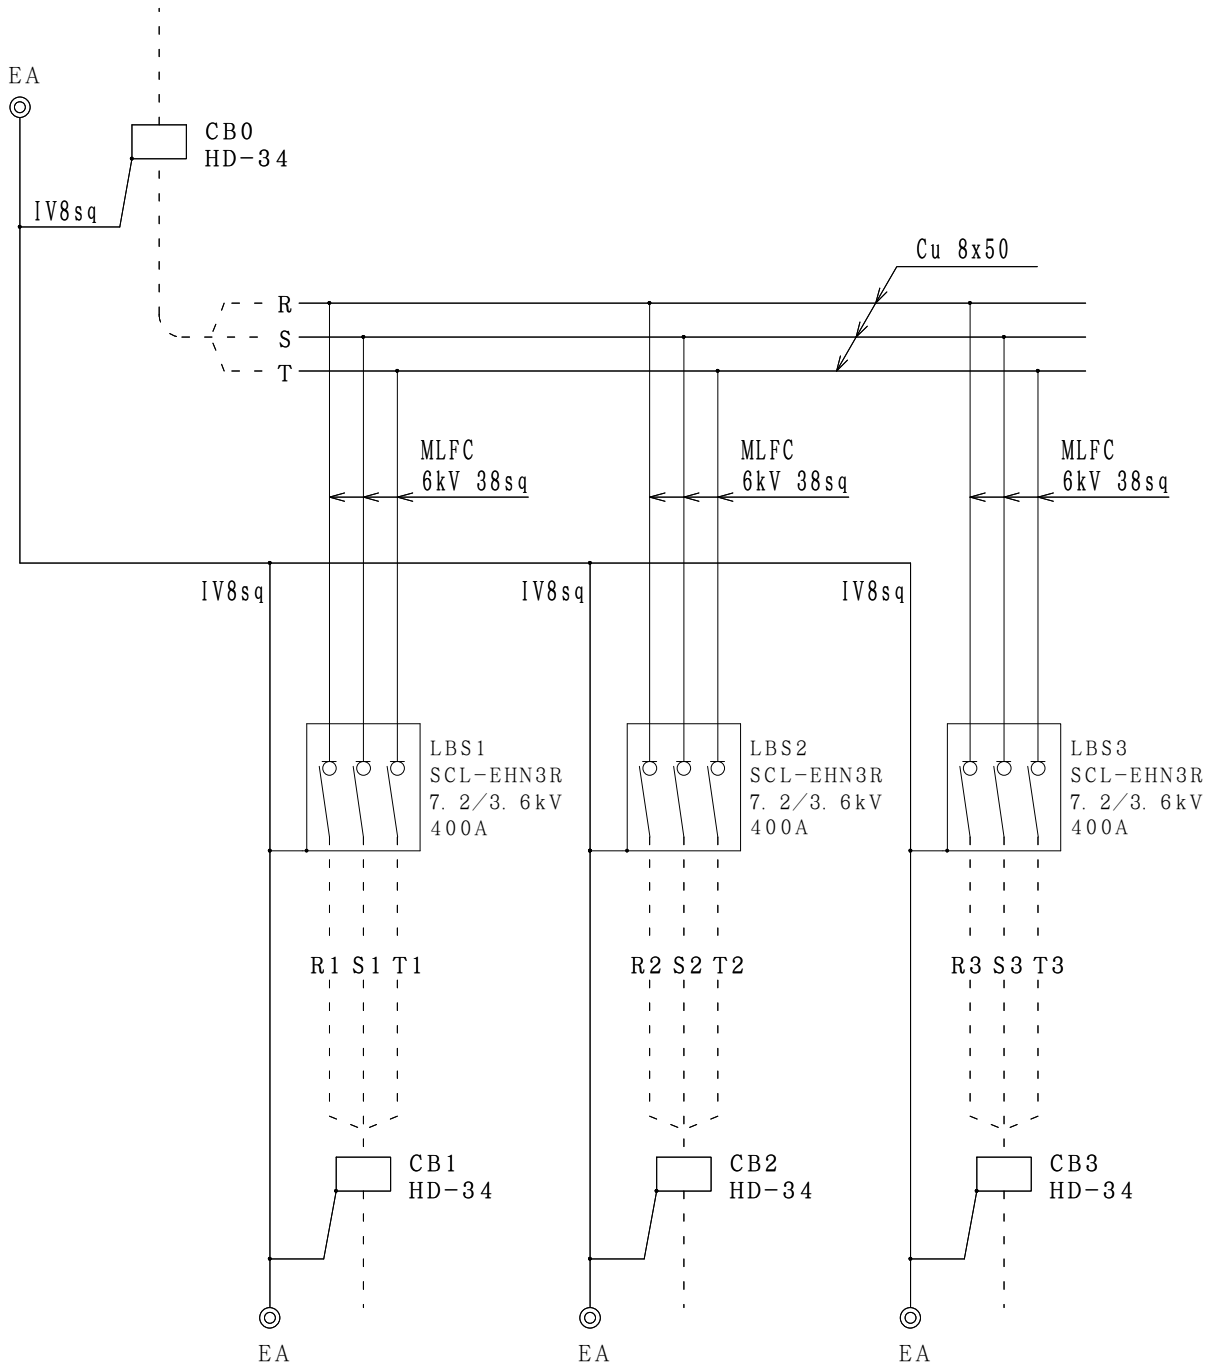 EA
CB0
HD-34
IV8sq
Cu 8x50
R
S
T
MLFC
6kV 38sq
MLFC
6kV 38sq
MLFC
6kV 38sq
IV8sq
IV8sq
IV8sq
LBS1
SCL-EHN3R
7.2/3.6kV
400A
LBS2
SCL-EHN3R
7.2/3.6kV
400A
LBS3
SCL-EHN3R
7.2/3.6kV
400A
R1 S1 T1
R2 S2 T2
R3 S3 T3
CB1
HD-34
CB2
HD-34
CB3
HD-34
EA
EA
EA